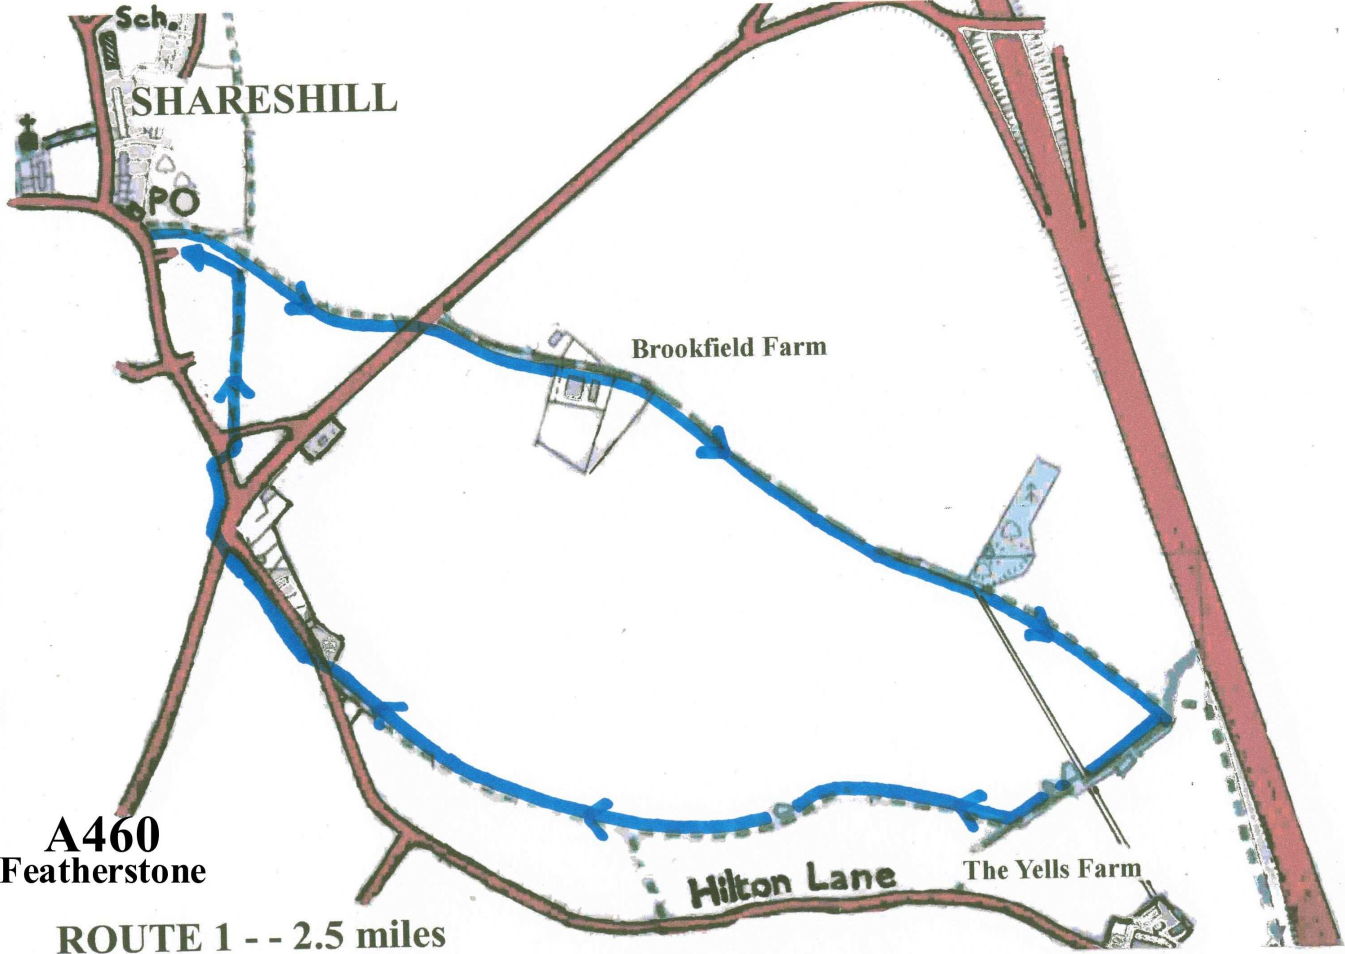 Sch.
SHARESHILL
PO
Brookfield Farm
A460
Featherstone
Hilton Lane
The Yells Farm
ROUTE 1 - - 2.5 miles